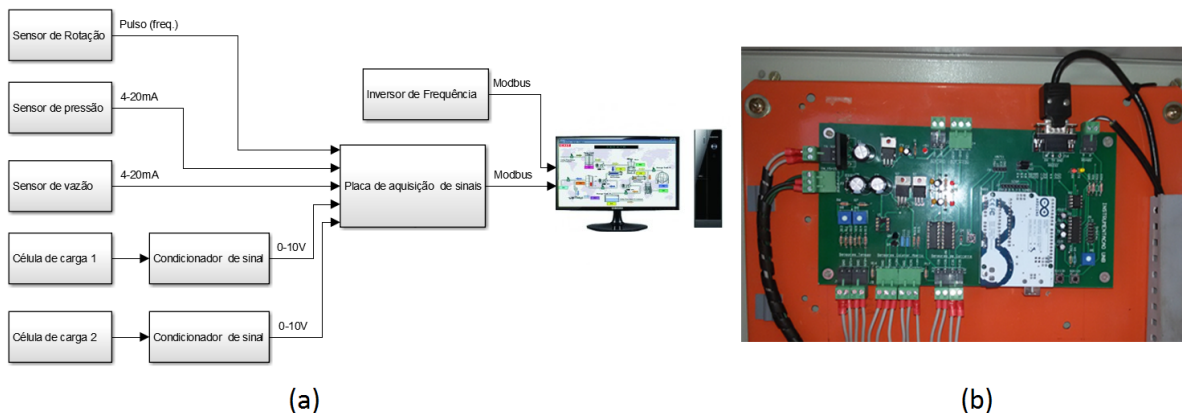 Sensor de Rotação
Pulso (freq.)
Sensor de pressão
4-20mA
Sensor de vazão
4-20mA
Célula de carga 1
Condicionador de sinal
0-10V
Célula de carga 2
Condicionador de sinal
0-10V
Inversor de Frequência
Modbus
Placa de aquisição de sinais
Modbus
(a)
(b)